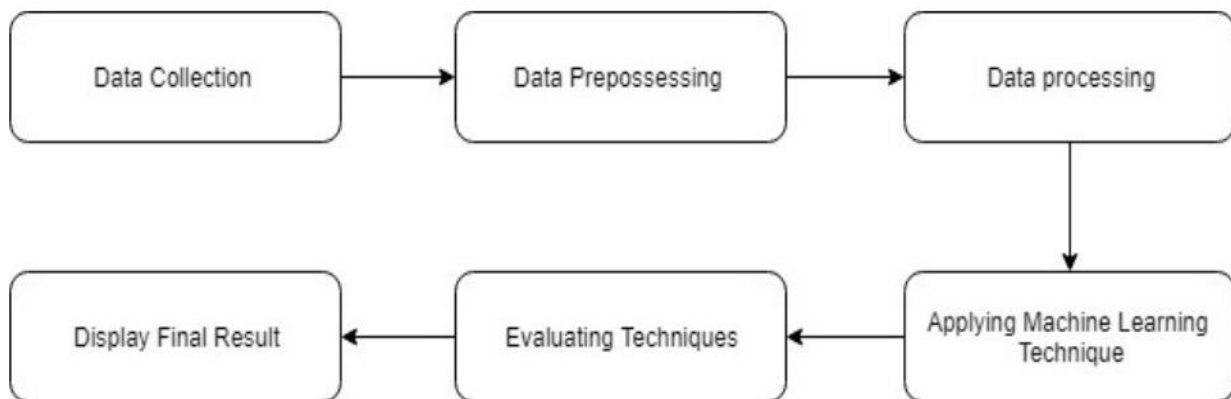 Data Collection
Data Prepossessing
Data processing
Applying Machine Learning
Technique
Evaluating Techniques
Display Final Result